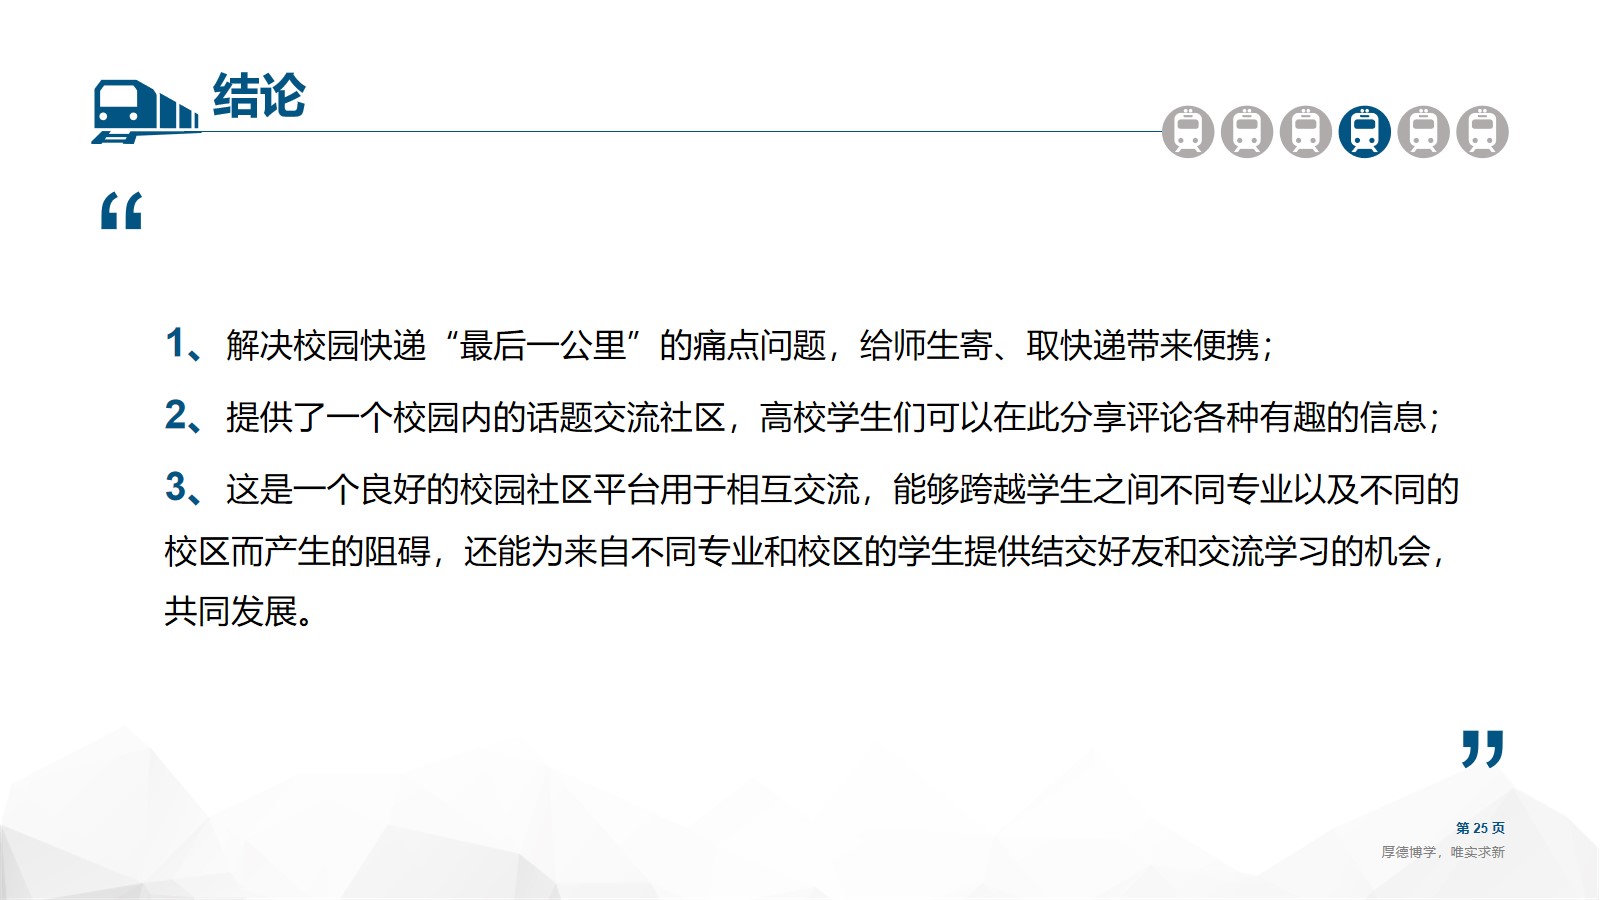 结论
“
1、解决校园快递“最后一公里”的痛点问题，给师生寄、取快递带来便携；
2、提供了一个校园内的话题交流社区，高校学生们可以在此分享评论各种有趣的信息；
3、这是一个良好的校园社区平台用于相互交流，能够跨越学生之间不同专业以及不同的
校区而产生的阻碍，还能为来自不同专业和校区的学生提供结交好友和交流学习的机会，
共同发展。
”
第 25 页
厚德博学，唯实求新